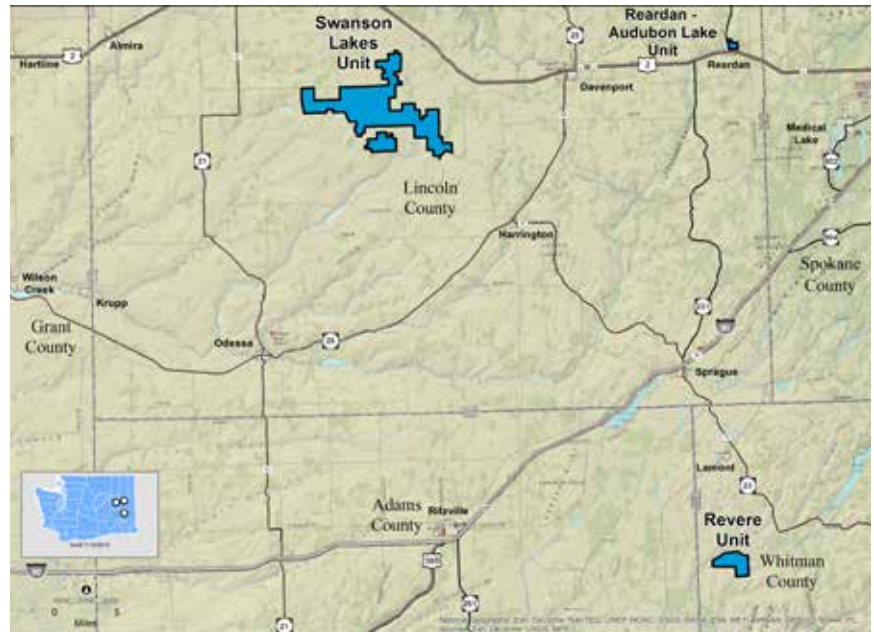 Swanson
Lakes
Unit
Reardan -
Audubon Lake
Unit
Almira
Hartline
2
25
2
Reardan
Davenport
Medical
Lake
21
Lincoln
County
Harrington
Spokane
County
Wilson
Creek
Krupp
Grant
County
Odessa
28
231
Sprague
Lamont
23
Adams
County
Ritzville
Revere
Unit
Whitman
County
395
261
21
0 5
Miles